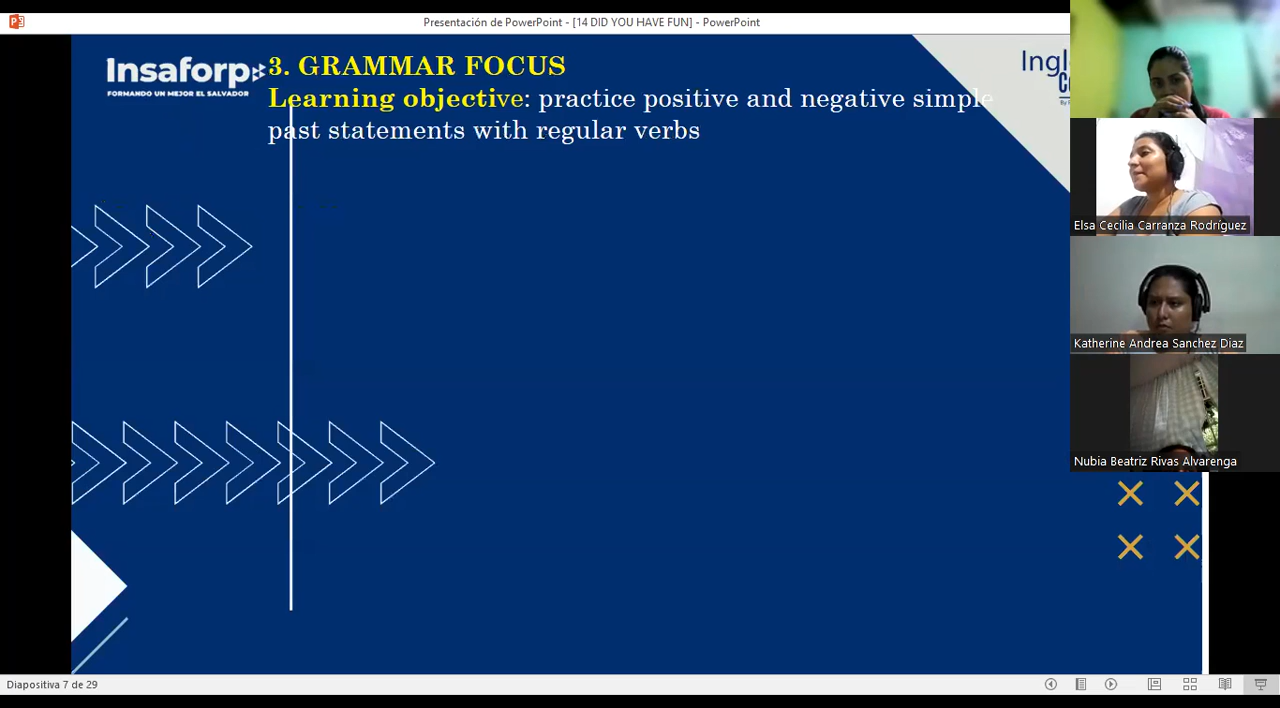 Presentación de PowerPoint - [14 DID YOU HAVE FUN] - PowerPoint
Insaforp
FORMANDO UN MEJOR EL SALVADOR
3. GRAMMAR FOCUS
Learning objective: practice positive and negative simple
past statements with regular verbs
Elsa Cecilia Carranza Rodríguez
Katherine Andrea Sanchez Diaz
Nubia Beatriz Rivas Alvarenga
Diapositiva 7 de 29